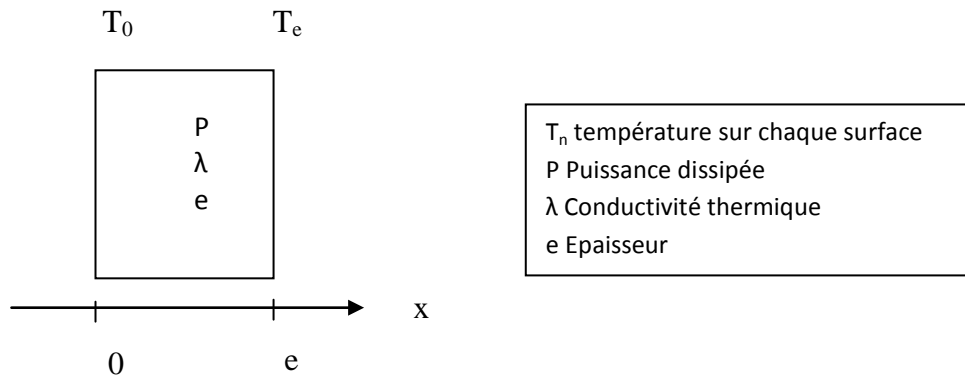 T₀ Tₑ
P
λ
e
x
0 e
Tₙ température sur chaque surface
P Puissance dissipée
λ Conductivité thermique
e Epaisseur